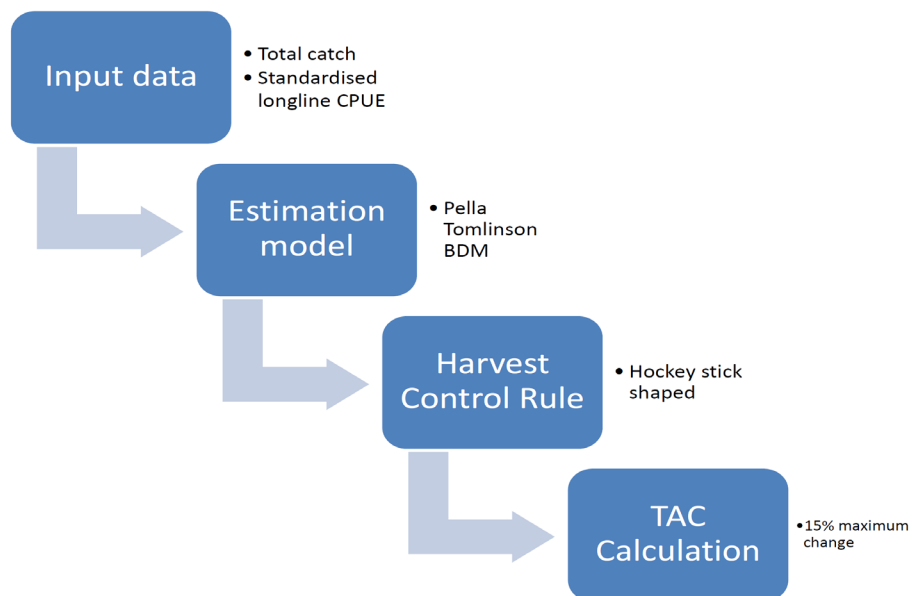 Input data
• Total catch
• Standardised
longline CPUE
Estimation
model
• Pella
Tomlinson
BDM
Harvest
Control Rule
• Hockey stick
shaped
TAC
Calculation
•15% maximum
change